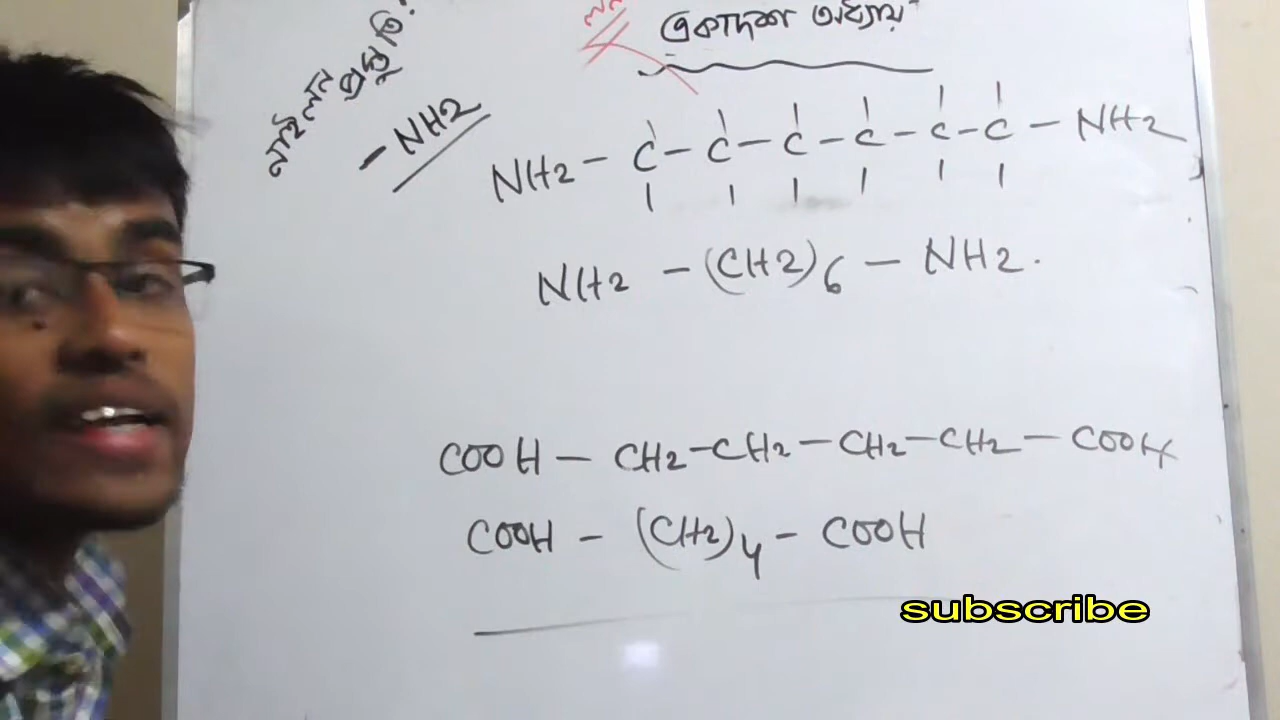 একাদশ অধ্যায়
নাইলন
প্রস্তুতি:
- NH2
NH2 - C - C - C - C - C - C - NH2
NH2 - (CH2)6 - NH2.
COOH - CH2 - CH2 - CH2 - CH2 - COOH
COOH - (CH2)4 - COOH
subscribe